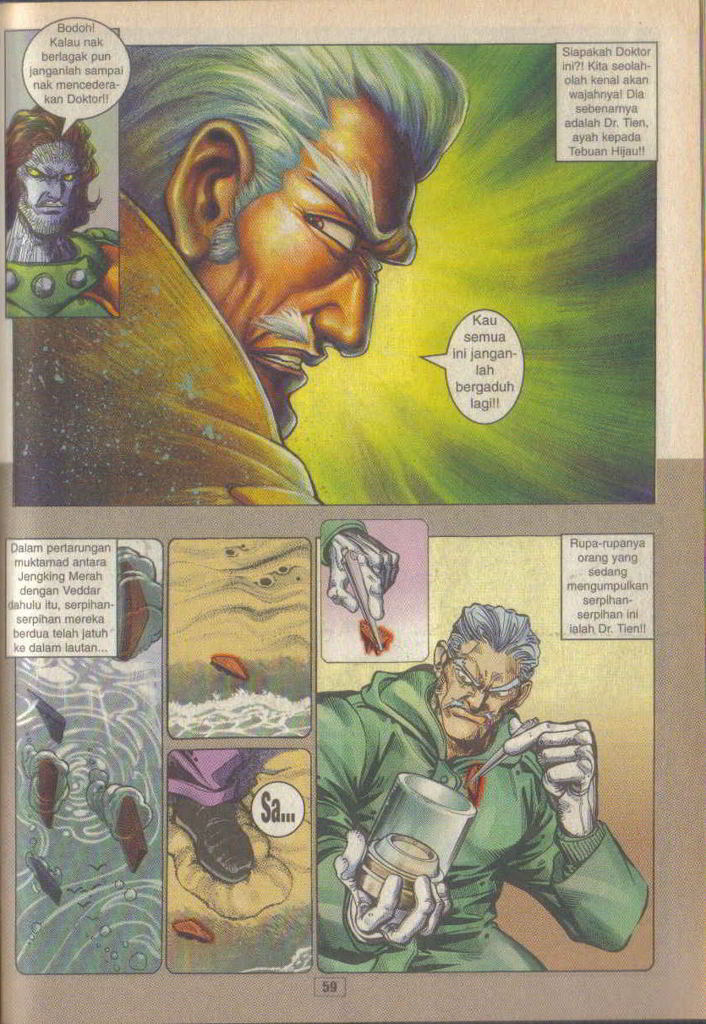 Bodoh!
Kalau nak
berlagak pun
janganlah sampai
nak mencedera-
kan Doktor!!
Siapakah Doktor
ini?! Kita seolah-
olah kenal akan
wajahnya! Dia
sebenarnya
adalah Dr. Tien,
ayah kepada
Tebuan Hijau!!
Kau
semua
ini jangan-
lah
bergaduh
lagi!!
Dalam pertarungan
muktamad antara
Jengking Merah
dengan Veddar
dahulu itu, serpihan-
serpihan mereka
berdua telah jatuh
ke dalam lautan...
Sa...
Rupa-rupanya
orang yang
sedang
mengumpulkan
serpihan-
serpihan ini
ialah Dr. Tien!!
59